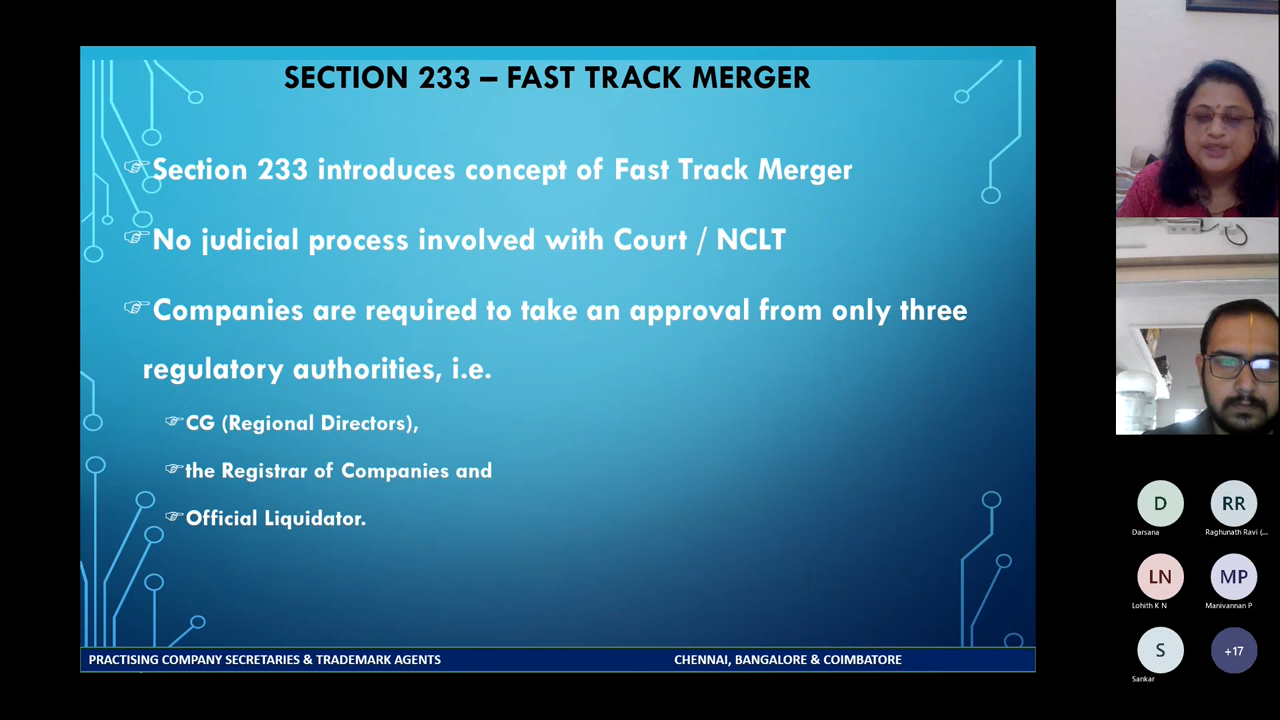 SECTION 233 – FAST TRACK MERGER
☞Section 233 introduces concept of Fast Track Merger
☞No judicial process involved with Court / NCLT
☞Companies are required to take an approval from only three
regulatory authorities, i.e.
☞CG (Regional Directors),
☞the Registrar of Companies and
☞Official Liquidator.
PRACTISING COMPANY SECRETARIES & TRADEMARK AGENTS
CHENNAI, BANGALORE & COIMBATORE
D
RR
Darsana
Raghunath Ravi (...
LN
MP
Lohith K N
Manivannan P
S
+17
Sankar